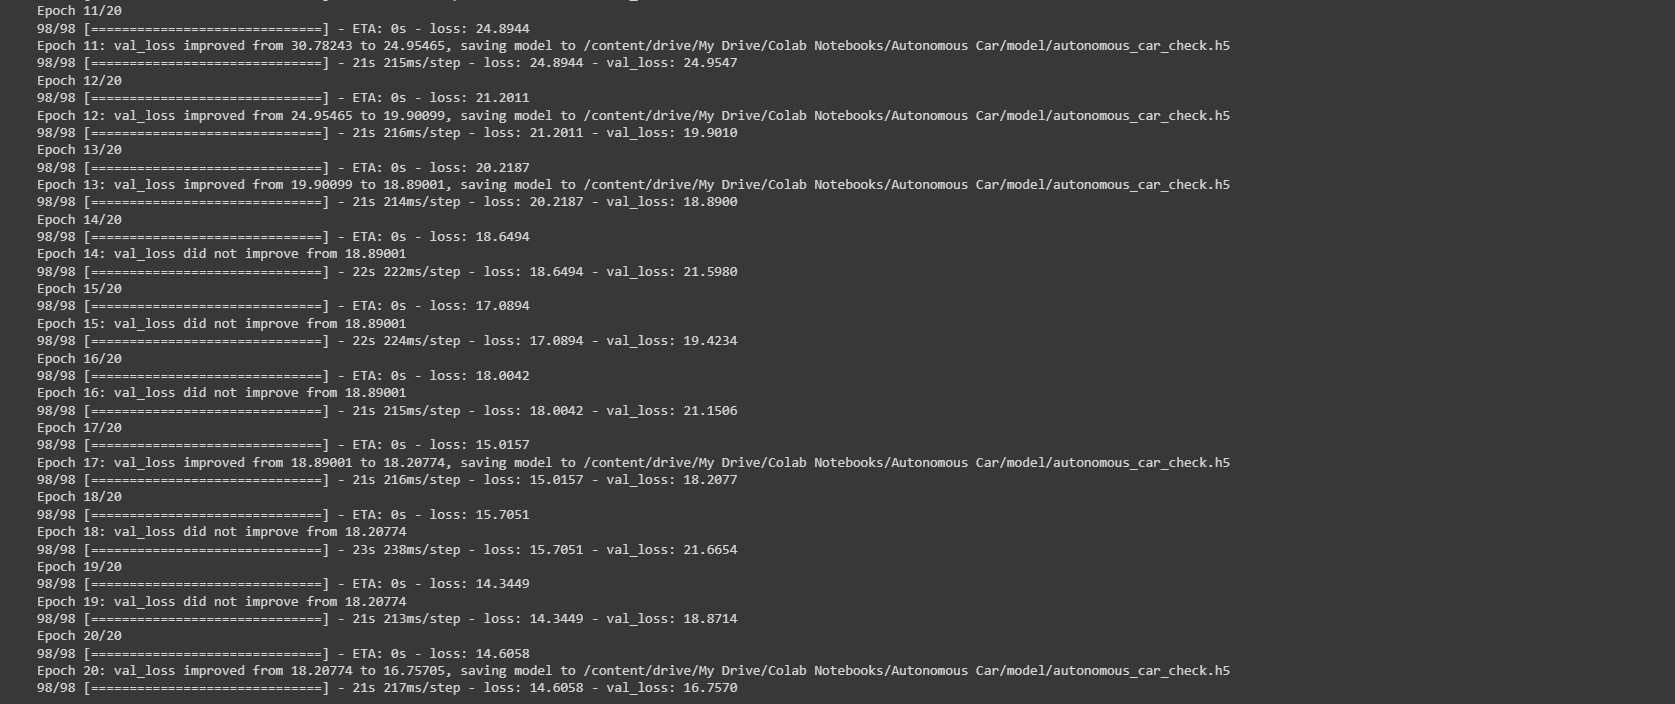 Epoch 11/20
98/98 [==============================] - ETA: 0s - loss: 24.8944
Epoch 11: val_loss improved from 30.78243 to 24.95465, saving model to /content/drive/My Drive/Colab Notebooks/Autonomous Car/model/autonomous_car_check.h5
98/98 [==============================] - 21s 215ms/step - loss: 24.8944 - val_loss: 24.9547
Epoch 12/20
98/98 [==============================] - ETA: 0s - loss: 21.2011
Epoch 12: val_loss improved from 24.95465 to 19.90099, saving model to /content/drive/My Drive/Colab Notebooks/Autonomous Car/model/autonomous_car_check.h5
98/98 [==============================] - 21s 216ms/step - loss: 21.2011 - val_loss: 19.9010
Epoch 13/20
98/98 [==============================] - ETA: 0s - loss: 20.2187
Epoch 13: val_loss improved from 19.90099 to 18.89001, saving model to /content/drive/My Drive/Colab Notebooks/Autonomous Car/model/autonomous_car_check.h5
98/98 [==============================] - 21s 214ms/step - loss: 20.2187 - val_loss: 18.8900
Epoch 14/20
98/98 [==============================] - ETA: 0s - loss: 18.6494
Epoch 14: val_loss did not improve from 18.89001
98/98 [==============================] - 22s 222ms/step - loss: 18.6494 - val_loss: 21.5980
Epoch 15/20
98/98 [==============================] - ETA: 0s - loss: 17.0894
Epoch 15: val_loss did not improve from 18.89001
98/98 [==============================] - 22s 224ms/step - loss: 17.0894 - val_loss: 19.4234
Epoch 16/20
98/98 [==============================] - ETA: 0s - loss: 18.0042
Epoch 16: val_loss did not improve from 18.89001
98/98 [==============================] - 21s 215ms/step - loss: 18.0042 - val_loss: 21.1506
Epoch 17/20
98/98 [==============================] - ETA: 0s - loss: 15.0157
Epoch 17: val_loss improved from 18.89001 to 18.20774, saving model to /content/drive/My Drive/Colab Notebooks/Autonomous Car/model/autonomous_car_check.h5
98/98 [==============================] - 21s 216ms/step - loss: 15.0157 - val_loss: 18.2077
Epoch 18/20
98/98 [==============================] - ETA: 0s - loss: 15.7051
Epoch 18: val_loss did not improve from 18.20774
98/98 [==============================] - 23s 238ms/step - loss: 15.7051 - val_loss: 21.6654
Epoch 19/20
98/98 [==============================] - ETA: 0s - loss: 14.3449
Epoch 19: val_loss did not improve from 18.20774
98/98 [==============================] - 21s 213ms/step - loss: 14.3449 - val_loss: 18.8714
Epoch 20/20
98/98 [==============================] - ETA: 0s - loss: 14.6058
Epoch 20: val_loss improved from 18.20774 to 16.75705, saving model to /content/drive/My Drive/Colab Notebooks/Autonomous Car/model/autonomous_car_check.h5
98/98 [==============================] - 21s 217ms/step - loss: 14.6058 - val_loss: 16.7570